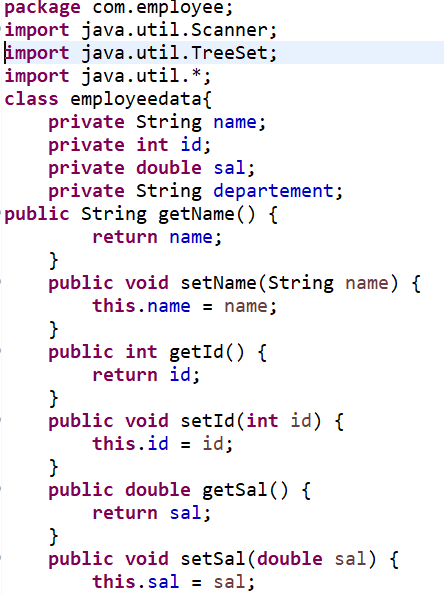 package com.employee;
import java.util.Scanner;
import java.util.TreeSet;
import java.util.*;
class employeedata{
    private String name;
    private int id;
    private double sal;
    private String departement;
public String getName() {
        return name;
    }
    public void setName(String name) {
        this.name = name;
    }
    public int getId() {
        return id;
    }
    public void setId(int id) {
        this.id = id;
    }
    public double getSal() {
        return sal;
    }
    public void setSal(double sal) {
        this.sal = sal;